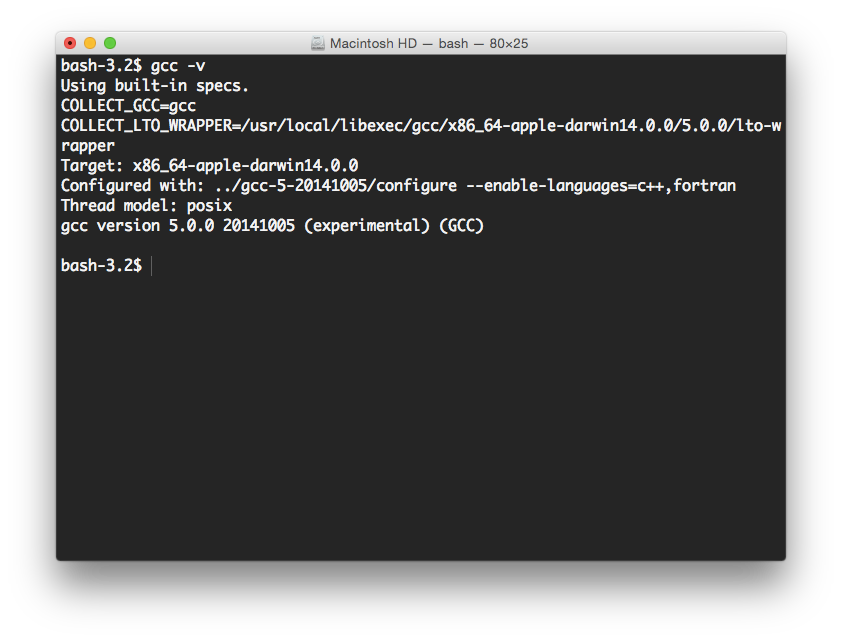 Macintosh HD — bash — 80×25
bash-3.2$ gcc -v
Using built-in specs.
COLLECT_GCC=gcc
COLLECT_LTO_WRAPPER=/usr/local/libexec/gcc/x86_64-apple-darwin14.0.0/5.0.0/lto-w
rapper
Target: x86_64-apple-darwin14.0.0
Configured with: ../gcc-5-20141005/configure --enable-languages=c++,fortran
Thread model: posix
gcc version 5.0.0 20141005 (experimental) (GCC)
bash-3.2$